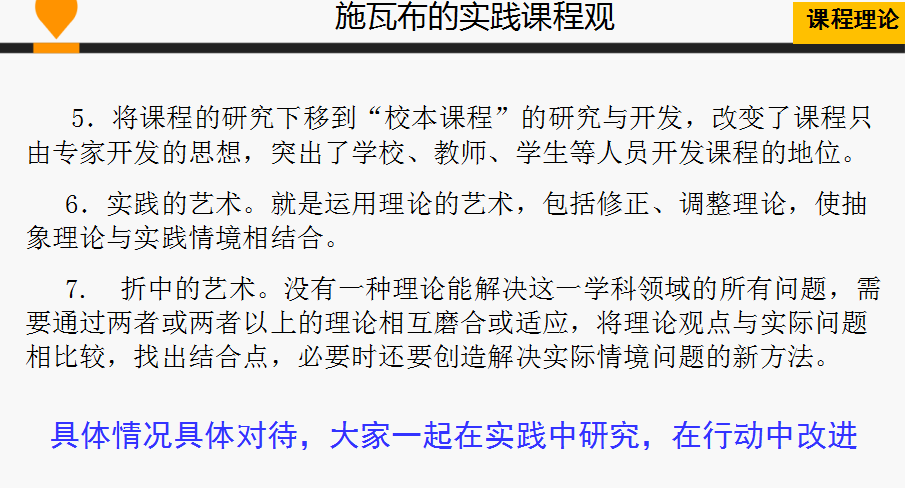 施瓦布的实践课程观
课程理论
5．将课程的研究下移到“校本课程”的研究与开发，改变了课程只
由专家开发的思想，突出了学校、教师、学生等人员开发课程的地位。
6．实践的艺术。就是运用理论的艺术，包括修正、调整理论，使抽
象理论与实践情境相结合。
7． 折中的艺术。没有一种理论能解决这一学科领域的所有问题，需
要通过两者或两者以上的理论相互磨合或适应，将理论观点与实际问题
相比较，找出结合点，必要时还要创造解决实际情境问题的新方法。
具体情况具体对待，大家一起在实践中研究，在行动中改进